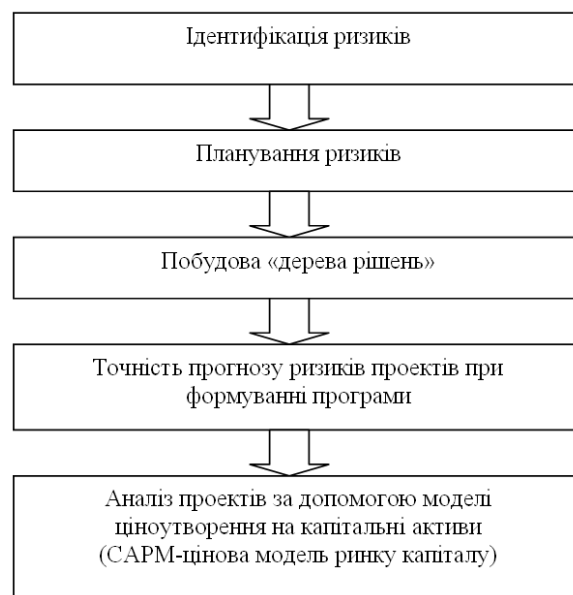 Ідентифікація ризиків
Планування ризиків
Побудова «дерева рішень»
Точність прогнозу ризиків проектів при
формуванні програми
Аналіз проектів за допомогою моделі
ціноутворення на капітальні активи
(САРМ-цінова модель ринку капіталу)